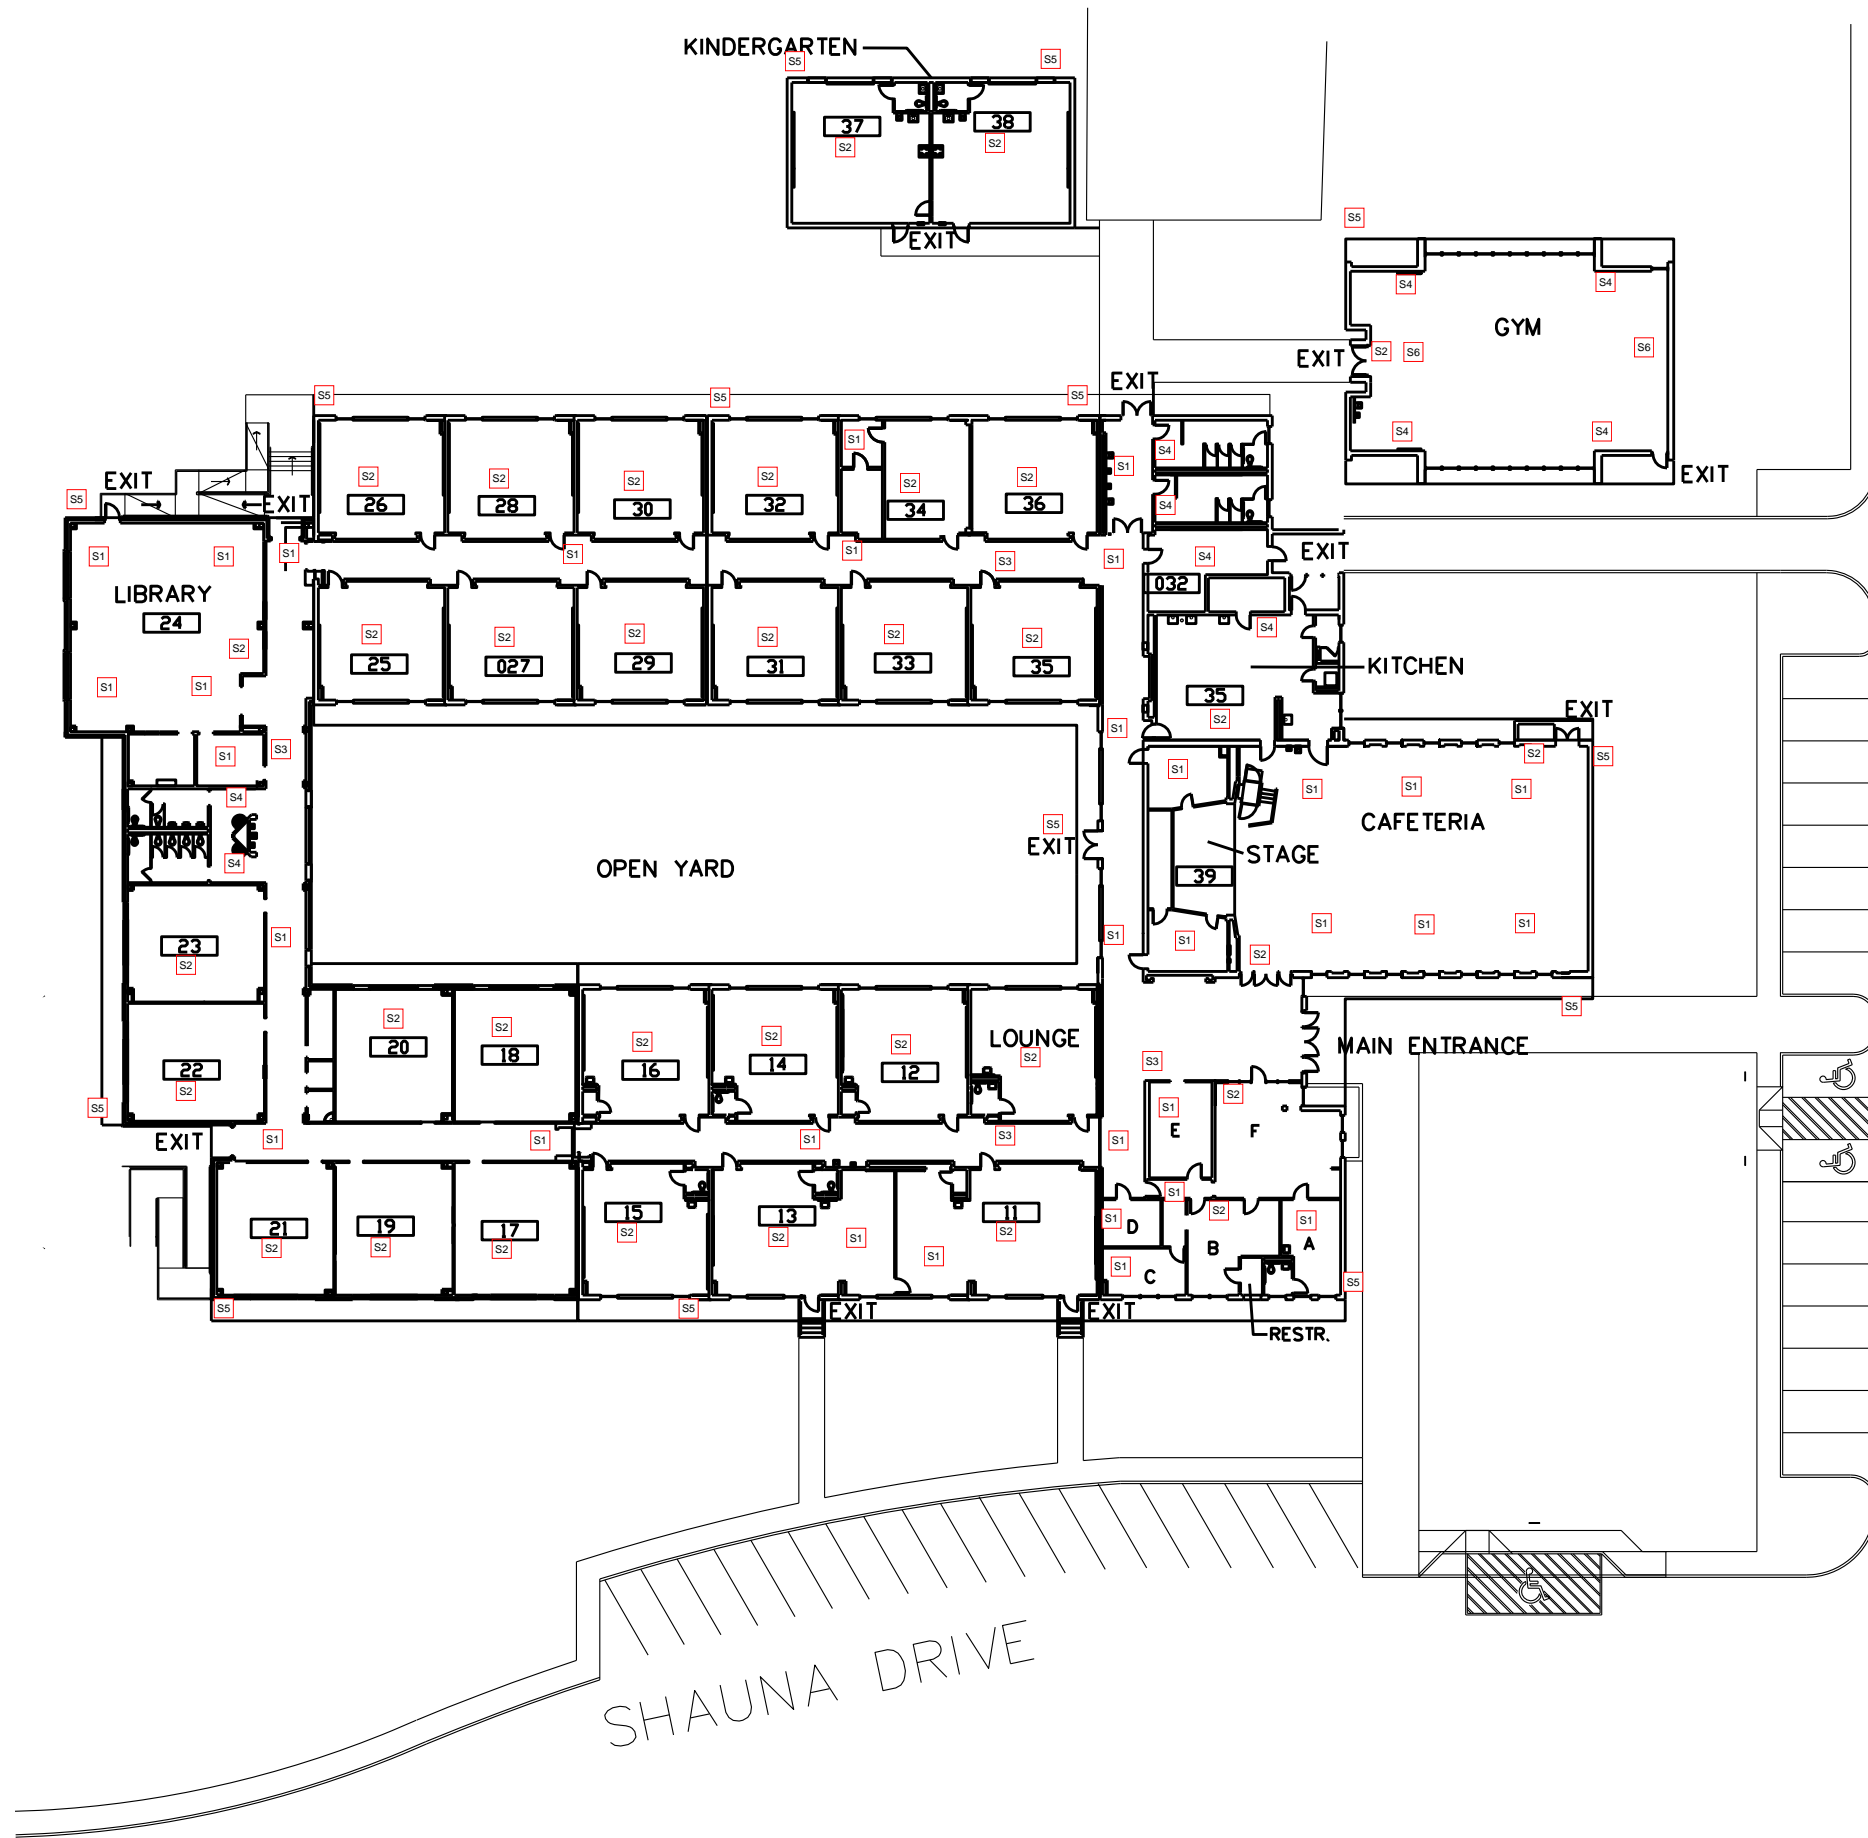 KINDERGARTEN
S5
S5
37
38
S2
S2
EXIT
S5
S4
S4
GYM
EXIT
S2
S6
S6
S4
S4
EXIT
EXIT
S5
S5
S5
S1
S4
S1
S2
S2
S2
S2
S2
S2
26
28
30
32
34
36
S4
EXIT
S5
EXIT
S1
S1
S1
S1
S1
S3
S1
S4
EXIT
LIBRARY
24
032
S2
S2
S2
S2
S2
S2
S2
S4
25
027
29
31
33
35
KITCHEN
S1
S1
35
S2
EXIT
S1
S3
S1
S1
S2
S5
S4
S1
S1
S1
CAFETERIA
S5
EXIT
STAGE
S4
OPEN YARD
39
23
S2
S1
S1
S1
S1
S1
S1
S2
S5
20
S2
18
S2
16
S2
14
S2
12
S2
LOUNGE
S2
MAIN ENTRANCE
S3
22
S2
S5
S1
E
S2
F
EXIT
S1
S1
S1
S3
S1
S1
21
S2
19
S2
17
S2
15
S2
13
S2
S1
S1
11
S2
S1
D
S2
B
S1
A
S1
C
S5
S5
S5
EXIT
EXIT
RESTR.
SHAUNA DRIVE